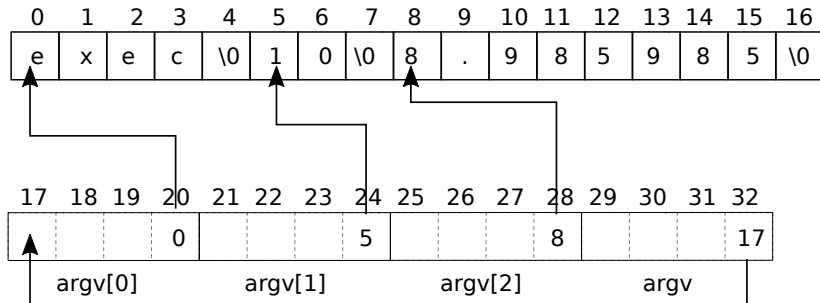 0 1 2 3 4 5 6 7 8 9 10 11 12 13 14 15 16
e x e c \0 1 0 \0 8 . 9 8 5 9 8 5 \0
17 18 19 20 21 22 23 24 25 26 27 28 29 30 31 32
0 5 8 17
argv[0] argv[1] argv[2] argv